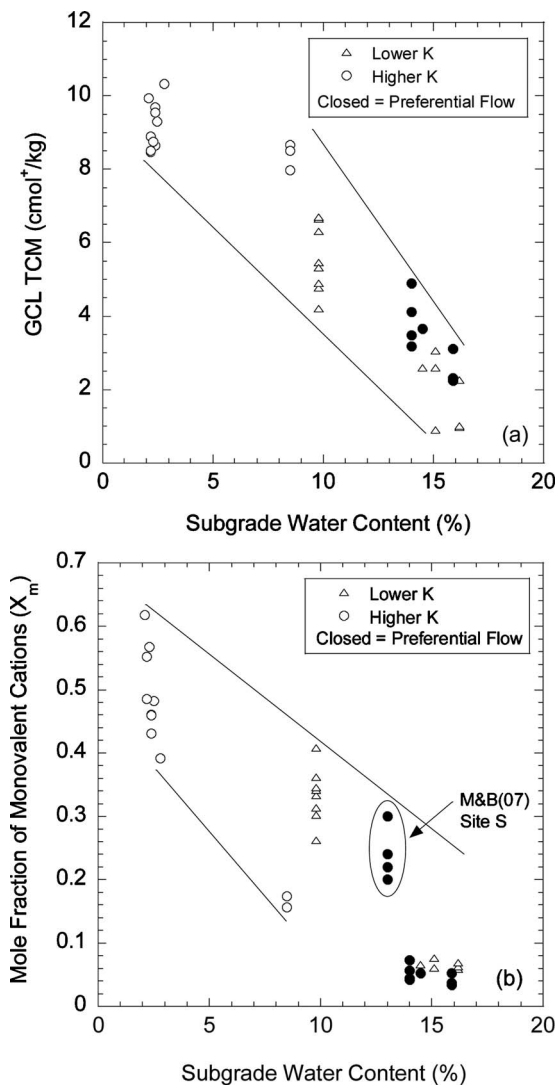 12
10
8
6
4
2
0
GCL TCM (cmol⁺/kg)
△ Lower K
○ Higher K
Closed = Preferential Flow
(a)
0 5 10 15 20
Subgrade Water Content (%)
0.7
0.6
0.5
0.4
0.3
0.2
0.1
0
Mole Fraction of Monovalent Cations (Xₘ)
△ Lower K
○ Higher K
Closed = Preferential Flow
M&B(07)
Site S
(b)
0 5 10 15 20
Subgrade Water Content (%)